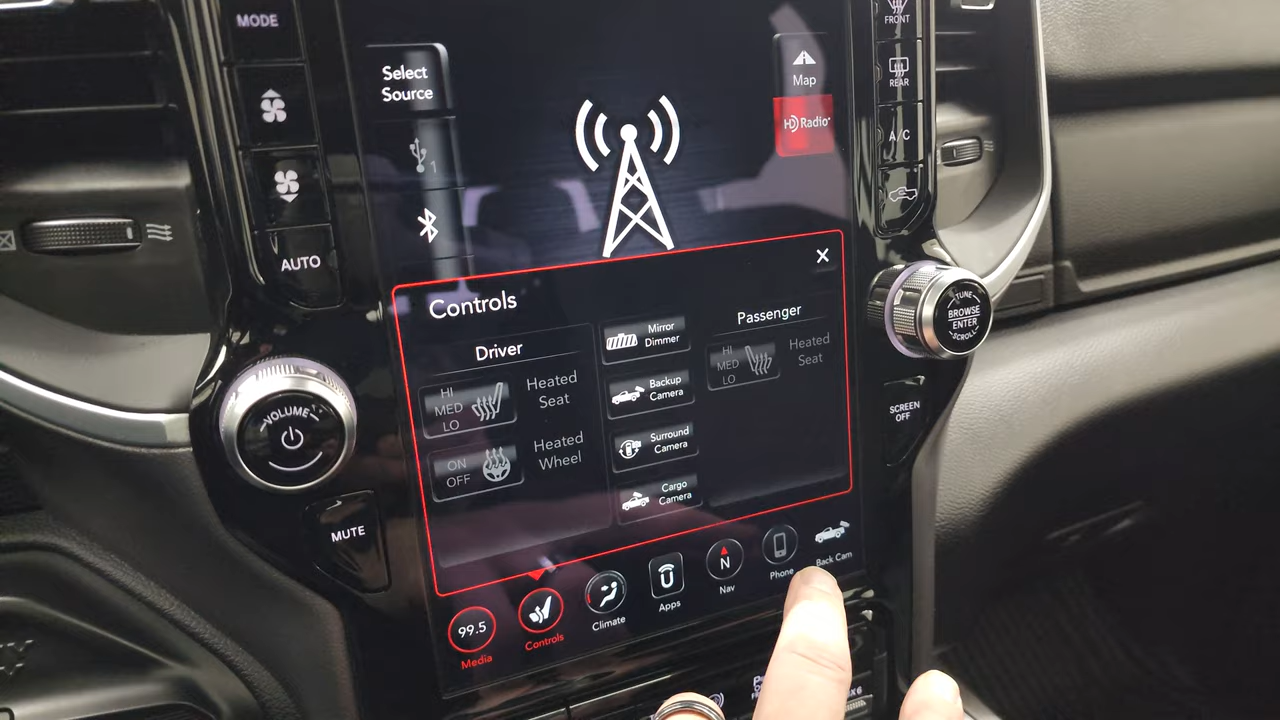 MODE
AUTO
VOLUME
MUTE
Select
Source
1
Map
HD Radio
FRONT
REAR
A/C
TUNE
BROWSE
ENTER
SCROLL
SCREEN
OFF
Controls
X
Driver
HI
MED
LO
Heated
Seat
ON
OFF
Heated
Wheel
Mirror
Dimmer
Backup
Camera
Surround
Camera
Cargo
Camera
Passenger
HI
MED
LO
Heated
Seat
99.5
Media
Controls
Climate
U
Apps
N
Nav
Phone
Back Cam